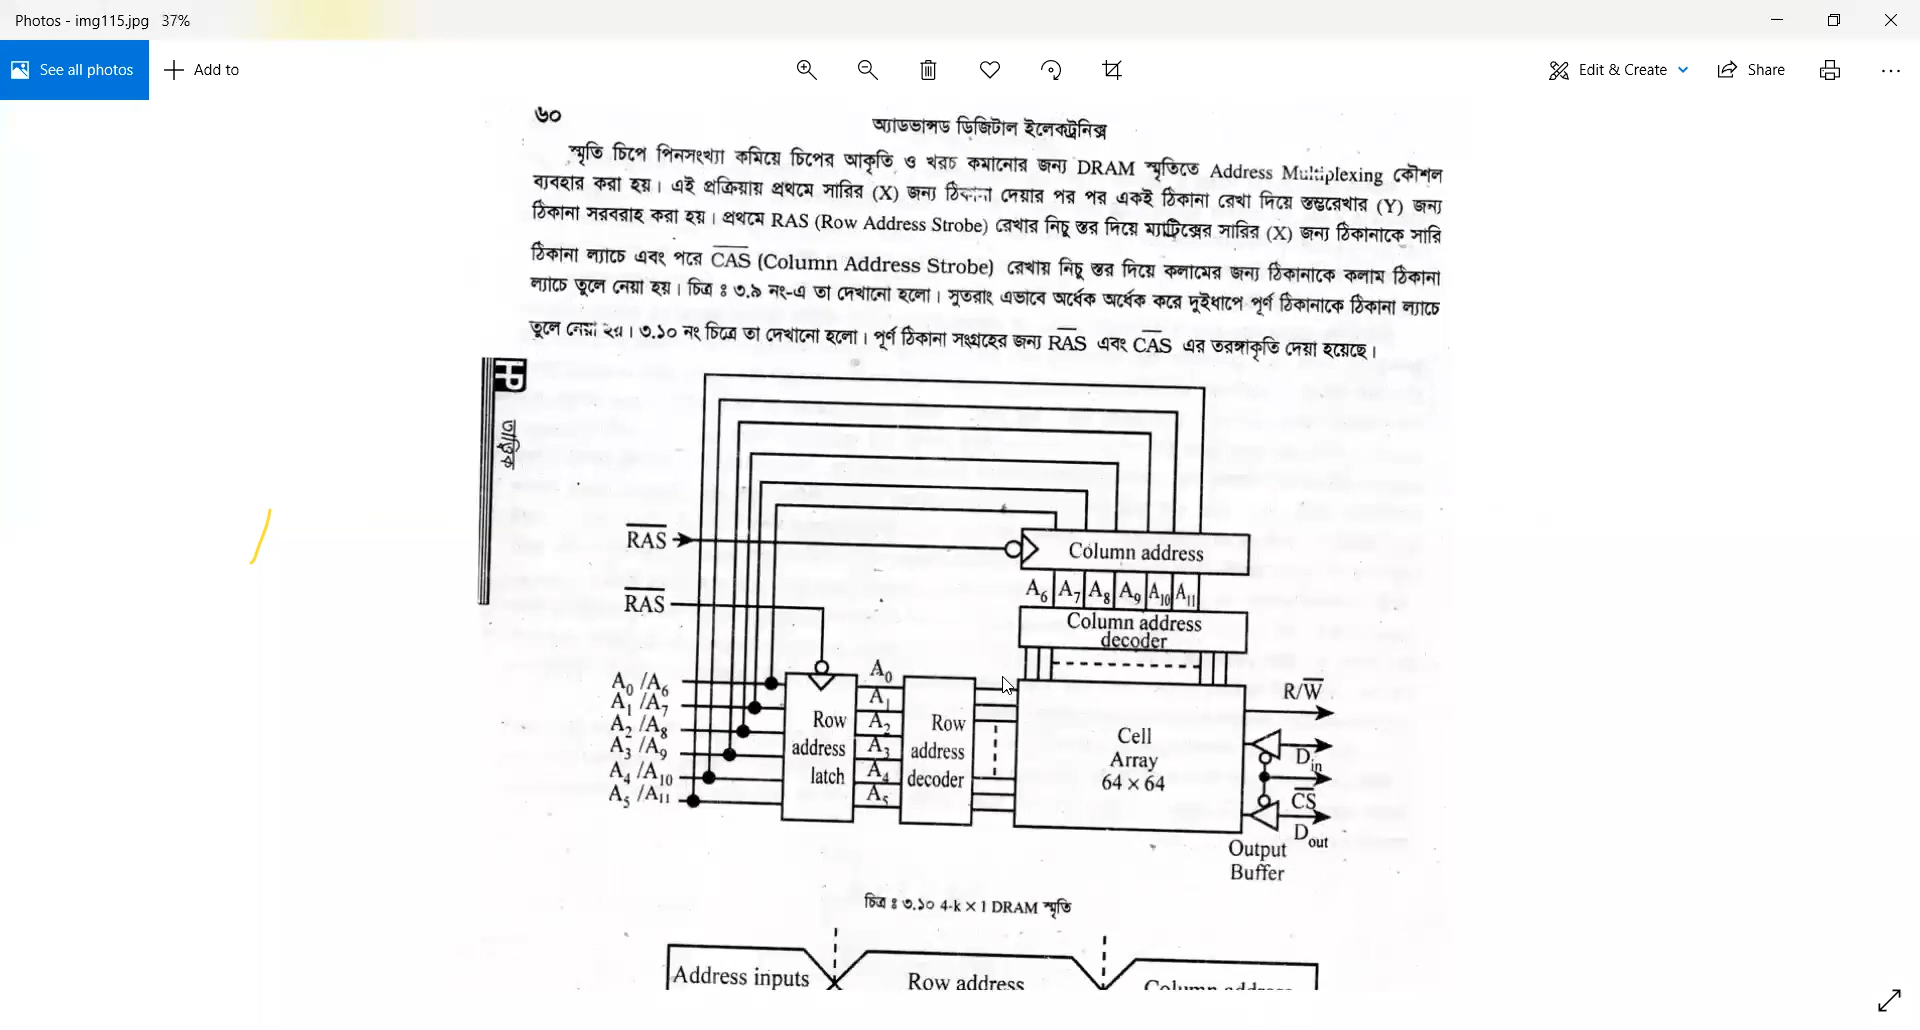 Photos - img115.jpg 37%
See all photos
Add to
Edit & Create
Share
৬০
অ্যাডভান্সড ডিজিটাল ইলেকট্রনিক্স
স্মৃতি চিপে পিনসংখ্যা কমিয়ে চিপের আকৃতি ও খরচ কমানোর জন্য DRAM স্মৃতিতে Address Multiplexing কৌশল
ব্যবহার করা হয়। এই প্রক্রিয়ায় প্রথমে সারির (X) জন্য ঠিকানা দেয়ার পর পর একই ঠিকানা রেখা দিয়ে স্তম্ভরেখার (Y) জন্য
ঠিকানা সরবরাহ করা হয়। প্রথমে RAS (Row Address Strobe) রেখার নিচু স্তর দিয়ে ম্যাট্রিক্সের সারির (X) জন্য ঠিকানাকে সারি
ঠিকানা ল্যাচে এবং পরে C̅A̅S̅ (Column Address Strobe) রেখায় নিচু স্তর দিয়ে কলামের জন্য ঠিকানাকে কলাম ঠিকানা
ল্যাচে তুলে নেয়া হয়। চিত্র ঃ ৩.৯ নং-এ তা দেখানো হলো। সুতরাং এভাবে অর্ধেক অর্ধেক করে দুইধাপে পূর্ণ ঠিকানাকে ঠিকানা ল্যাচে
তুলে নেয়া হয়। ৩.১০ নং চিত্রে তা দেখানো হলো। পূর্ণ ঠিকানা সংগ্রহের জন্য R̅A̅S̅ এবং C̅A̅S̅ এর তরঙ্গাকৃতি দেয়া হয়েছে।
HP
তাত্ত্বিক
R̅A̅S̅
Column address
A₆ A₇ A₈ A₉ A₁₀ A₁₁
R̅A̅S̅
Column address
decoder
A₀ /A₆
A₁ /A₇
A₂ /A₈
A₃ /A₉
A₄ /A₁₀
A₅ /A₁₁
Row
address
latch
A₀
A₁
A₂
A₃
A₄
A₅
Row
address
decoder
Cell
Array
64 × 64
R/W̅
Dᵢₙ
C̅S̅
Dₒᵤₜ
Output
Buffer
চিত্র ঃ ৩.১০ 4-k × 1 DRAM স্মৃতি
Address inputs
Row address
Column address